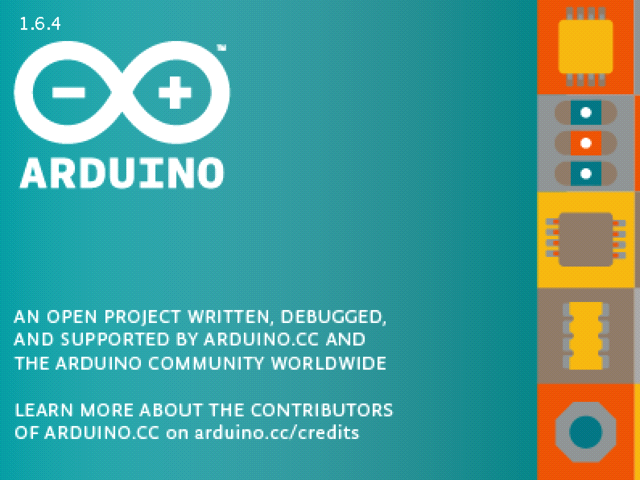 1.6.4
™
ARDUINO
AN OPEN PROJECT WRITTEN, DEBUGGED,
AND SUPPORTED BY ARDUINO.CC AND
THE ARDUINO COMMUNITY WORLDWIDE
LEARN MORE ABOUT THE CONTRIBUTORS
OF ARDUINO.CC on arduino.cc/credits